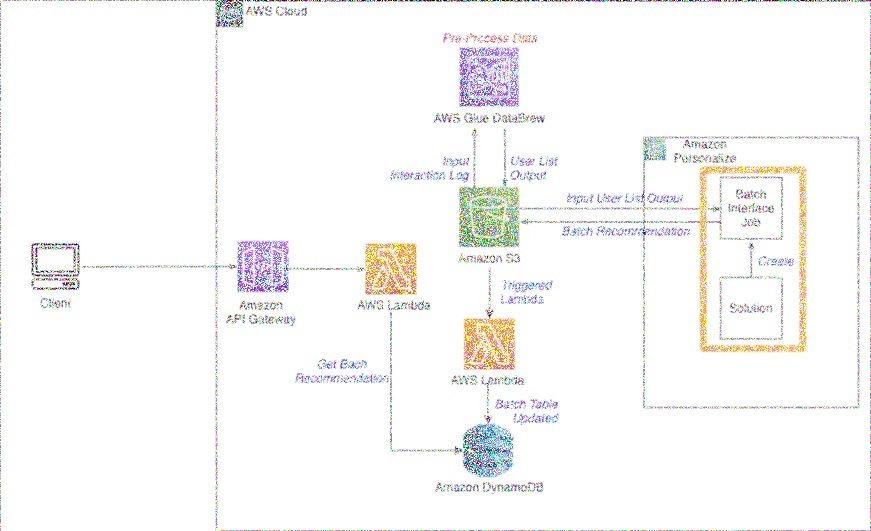 AWS Cloud
Pre-Process Data
AWS Glue DataBrew
Input
Interaction Log
User List
Output
Amazon
Personalize
Input User List Output
Batch
Interface
Job
Batch Recommendation
Amazon S3
Create
Client
Amazon
API Gateway
AWS Lambda
Triggered
Lambda
Solution
Get Bach
Recommendation
AWS Lambda
Batch Table
Updated
Amazon DynamoDB